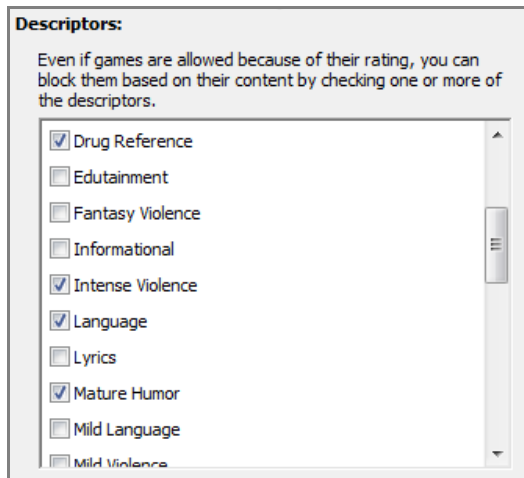 Descriptors:
Even if games are allowed because of their rating, you can
block them based on their content by checking one or more of
the descriptors.
Drug Reference
Edutainment
Fantasy Violence
Informational
Intense Violence
Language
Lyrics
Mature Humor
Mild Language
Mild Violence